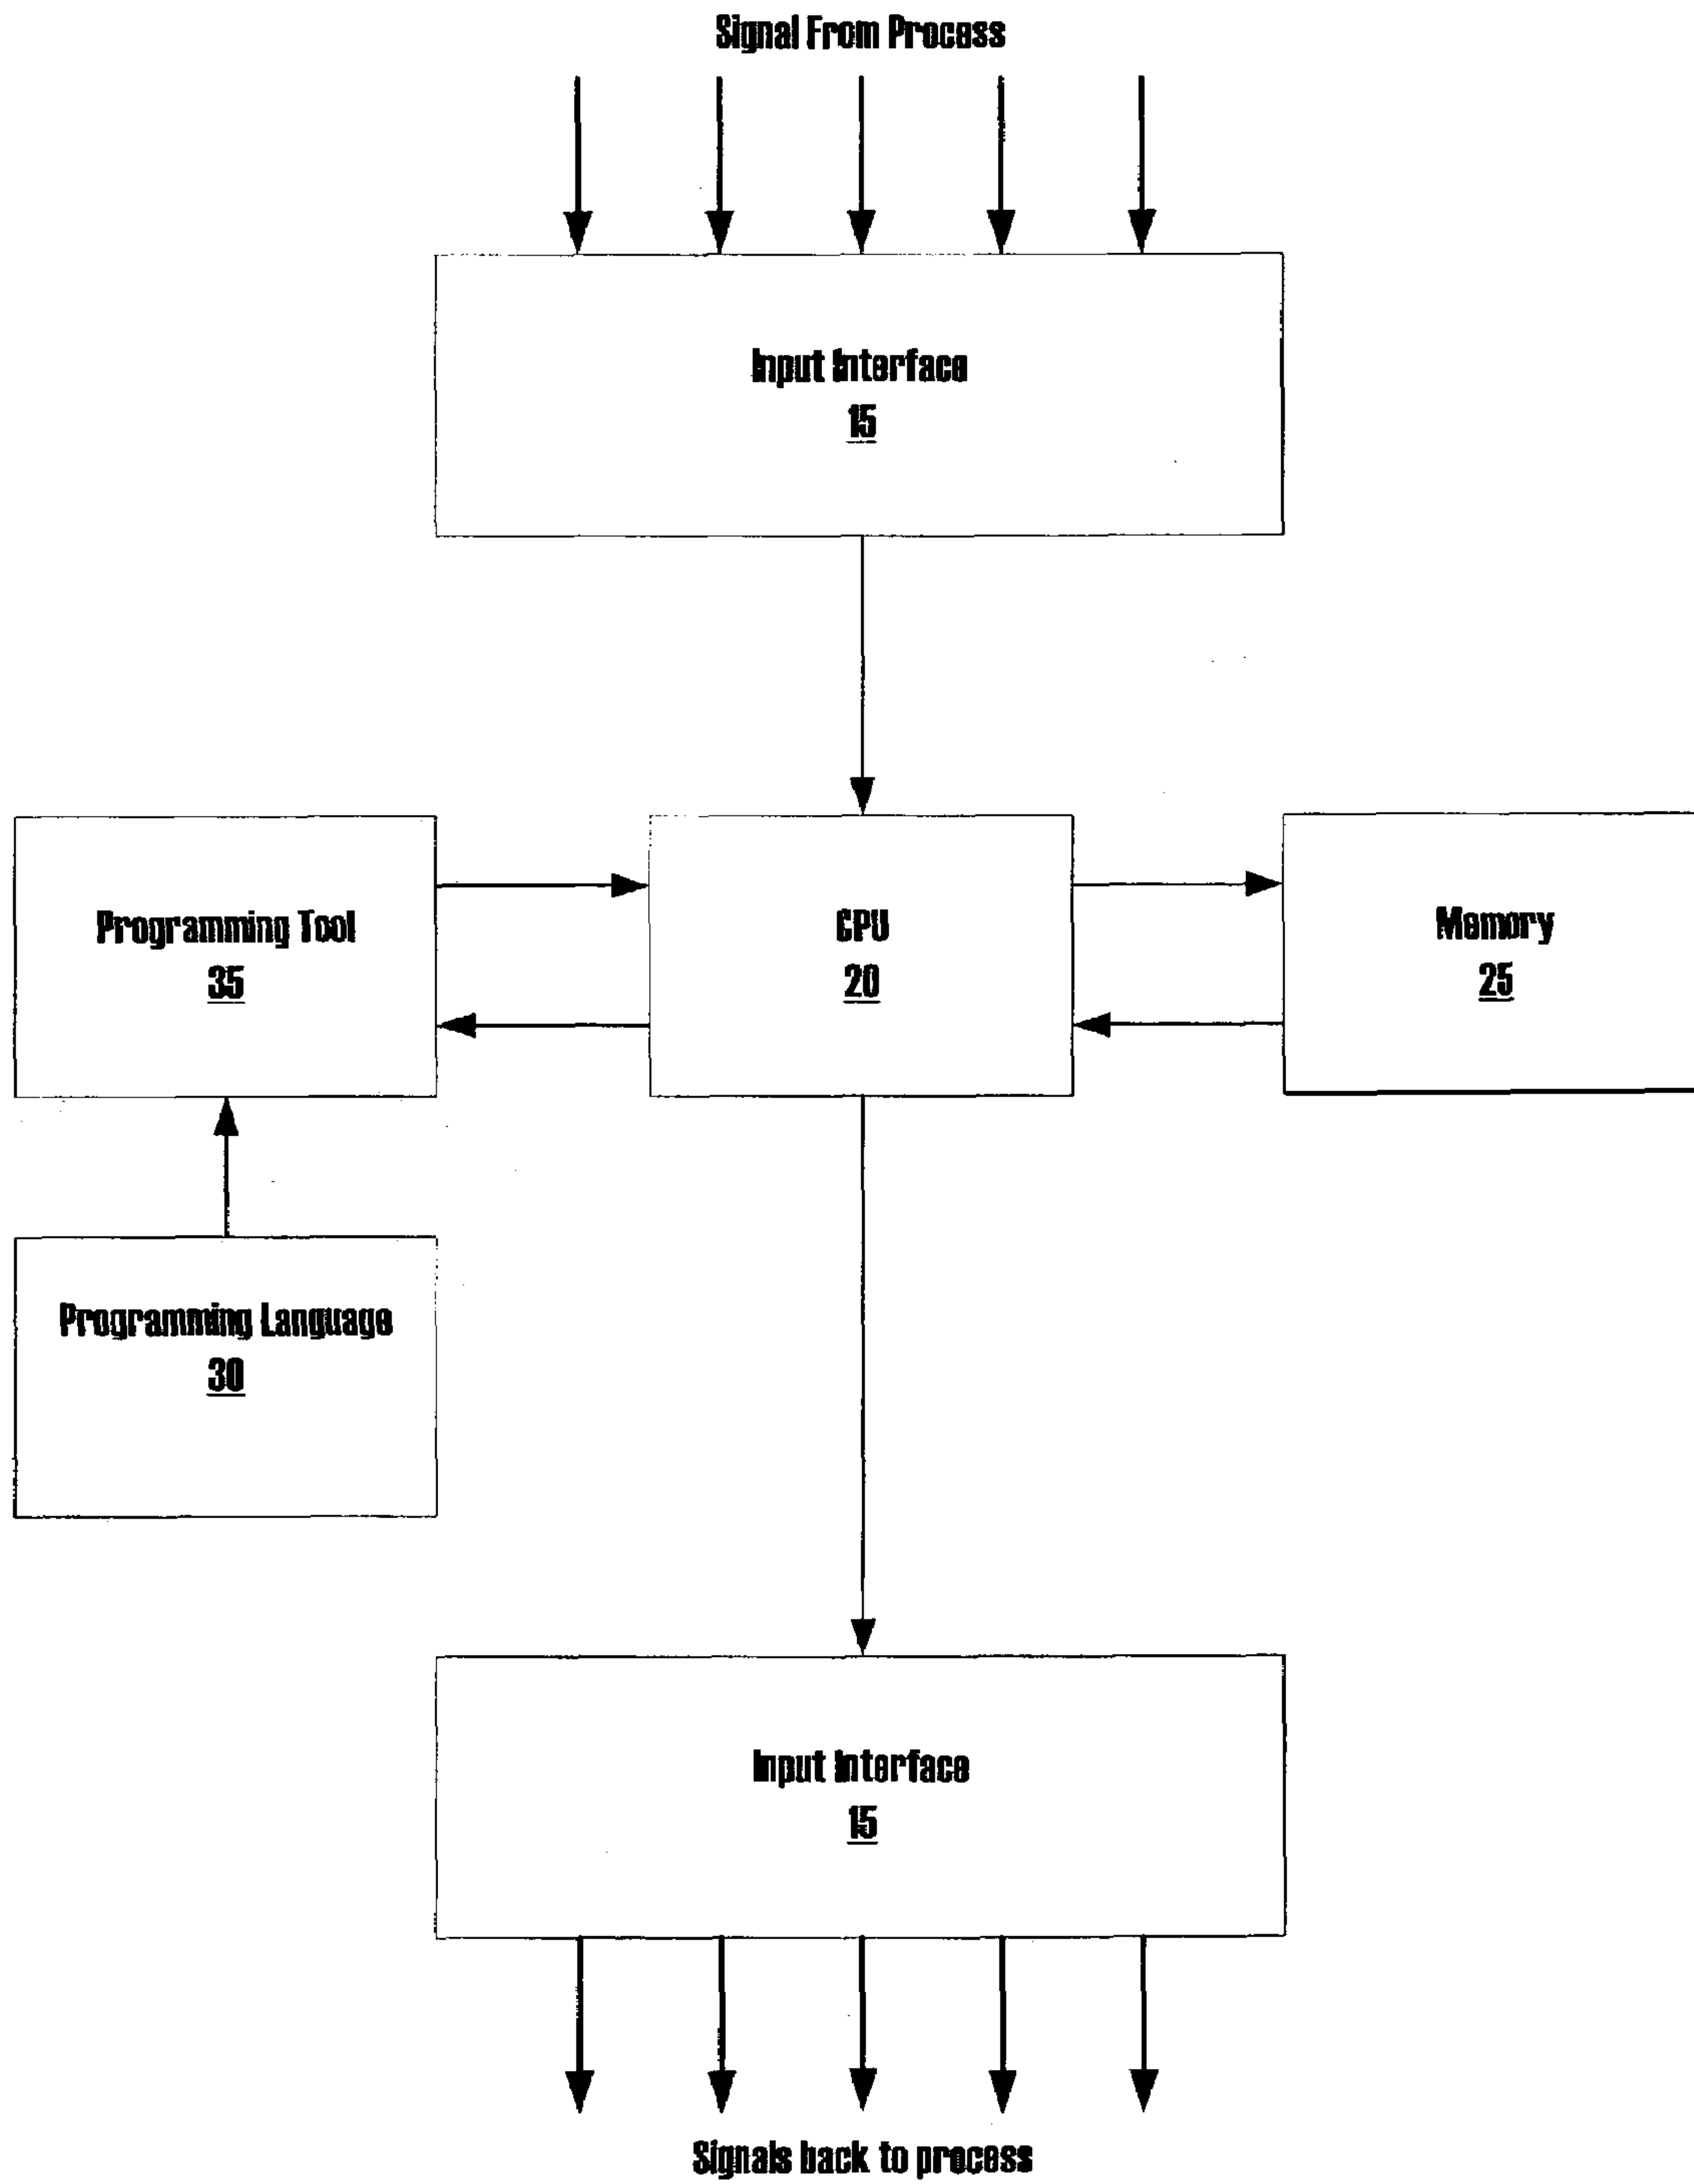 Signal From Process
Input Interface
15
Programming Tool
35
CPU
20
Memory
25
Programming Language
30
Input Interface
15
Signals back to process